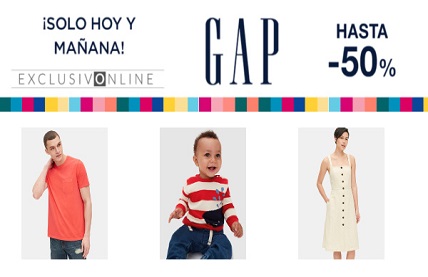 ¡SOLO HOY Y
MAÑANA!
EXCLUSIVONLINE
GAP
HASTA
-50%